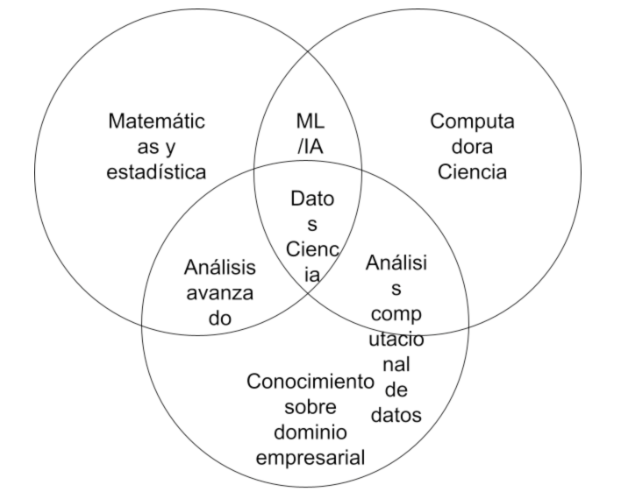 Matemátic
as y
estadística
ML
/IA
Computa
dora
Ciencia
Dato
s
Cienc
ia
Análisis
avanza
do
Análisi
s
comp
utacio
nal
de
datos
Conocimiento
sobre
dominio
empresarial